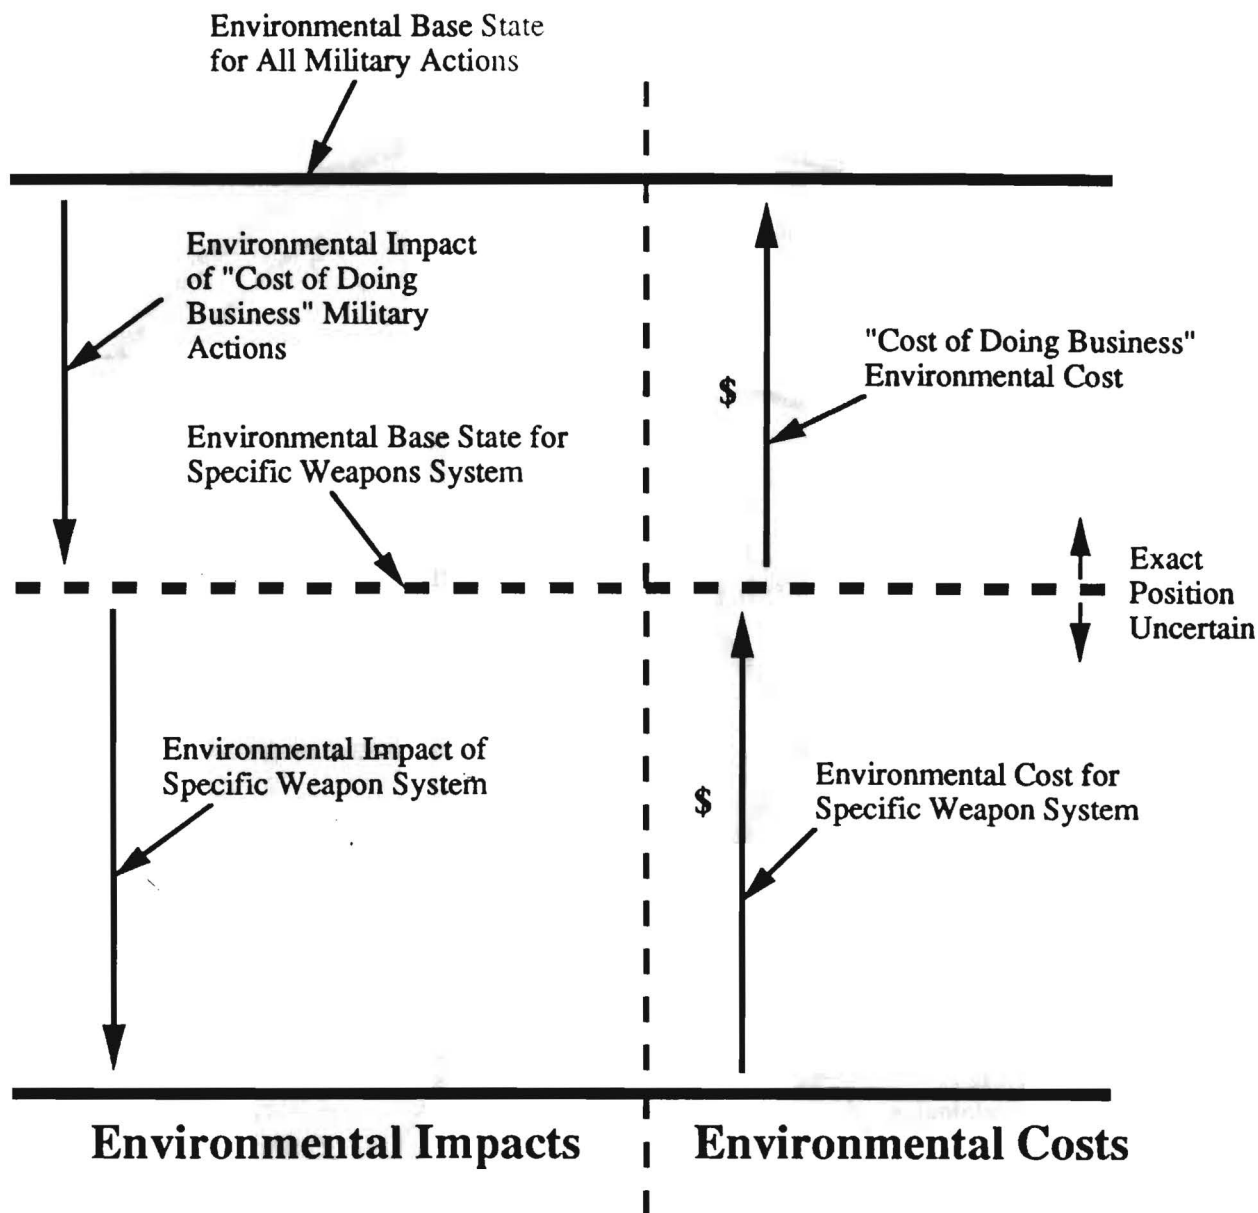 Environmental Base State
for All Military Actions
Environmental Impact
of "Cost of Doing
Business" Military
Actions
"Cost of Doing Business"
Environmental Cost
$
Environmental Base State for
Specific Weapons System
Exact
Position
Uncertain
Environmental Impact of
Specific Weapon System
Environmental Cost for
Specific Weapon System
$
Environmental Impacts
Environmental Costs